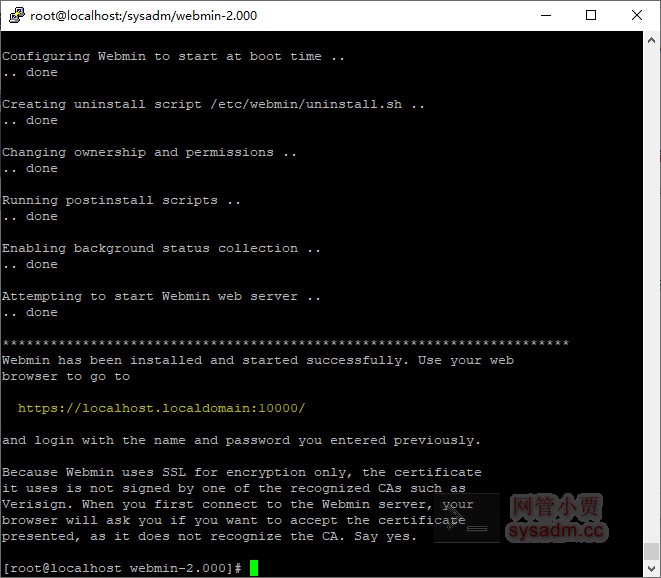 root@localhost:/sysadm/webmin-2.000
Configuring Webmin to start at boot time ..
.. done
Creating uninstall script /etc/webmin/uninstall.sh ..
.. done
Changing ownership and permissions ..
.. done
Running postinstall scripts ..
.. done
Enabling background status collection ..
.. done
Attempting to start Webmin web server ..
.. done
***********************************************************************
Webmin has been installed and started successfully. Use your web
browser to go to
https://localhost.localdomain:10000/
and login with the name and password you entered previously.
Because Webmin uses SSL for encryption only, the certificate
it uses is not signed by one of the recognized CAs such as
Verisign. When you first connect to the Webmin server, your
browser will ask you if you want to accept the certificate
presented, as it does not recognize the CA. Say yes.
[root@localhost webmin-2.000]#
网管小贾
sysadm.cc